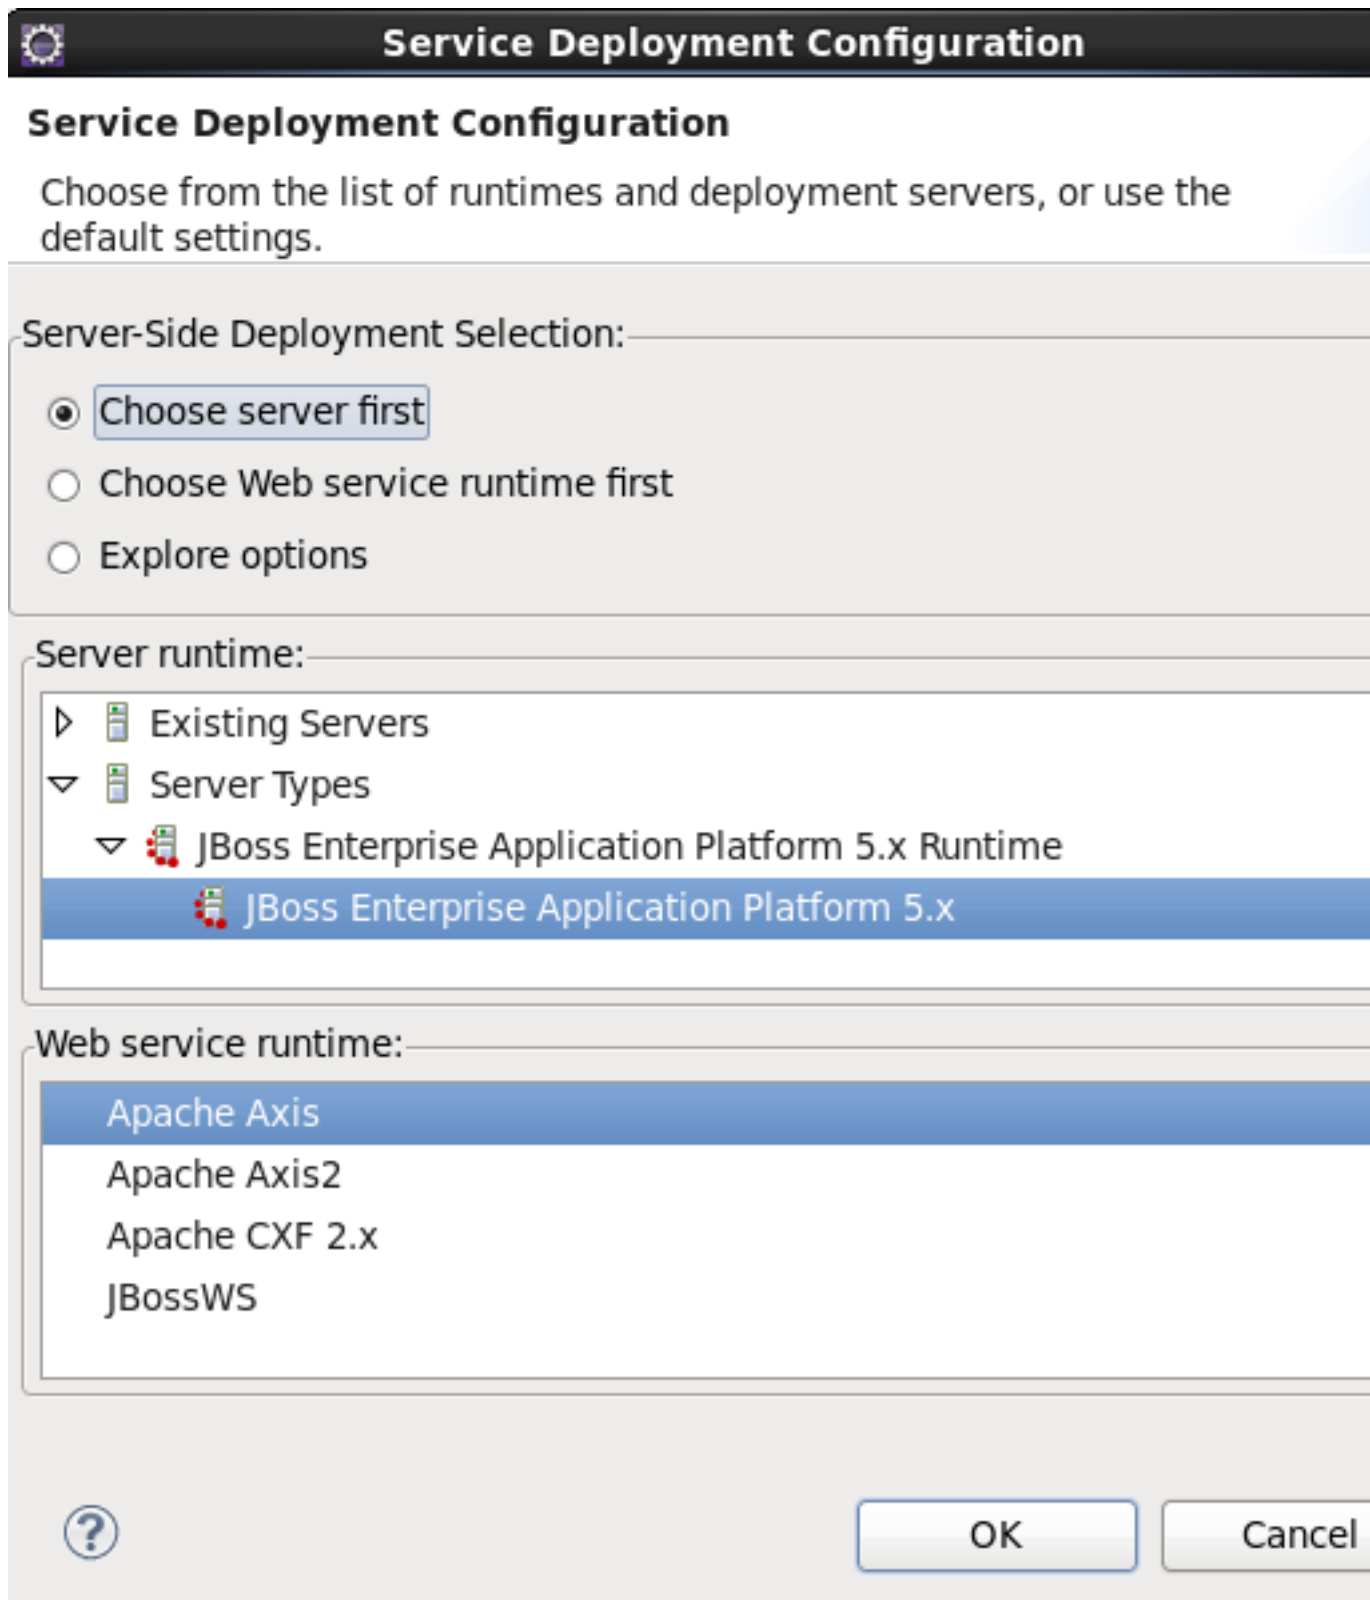 Service Deployment Configuration
Service Deployment Configuration
Choose from the list of runtimes and deployment servers, or use the
default settings.
Server-Side Deployment Selection:
Choose server first
Choose Web service runtime first
Explore options
Server runtime:
Existing Servers
Server Types
JBoss Enterprise Application Platform 5.x Runtime
JBoss Enterprise Application Platform 5.x
Web service runtime:
Apache Axis
Apache Axis2
Apache CXF 2.x
JBossWS
? OK Cancel